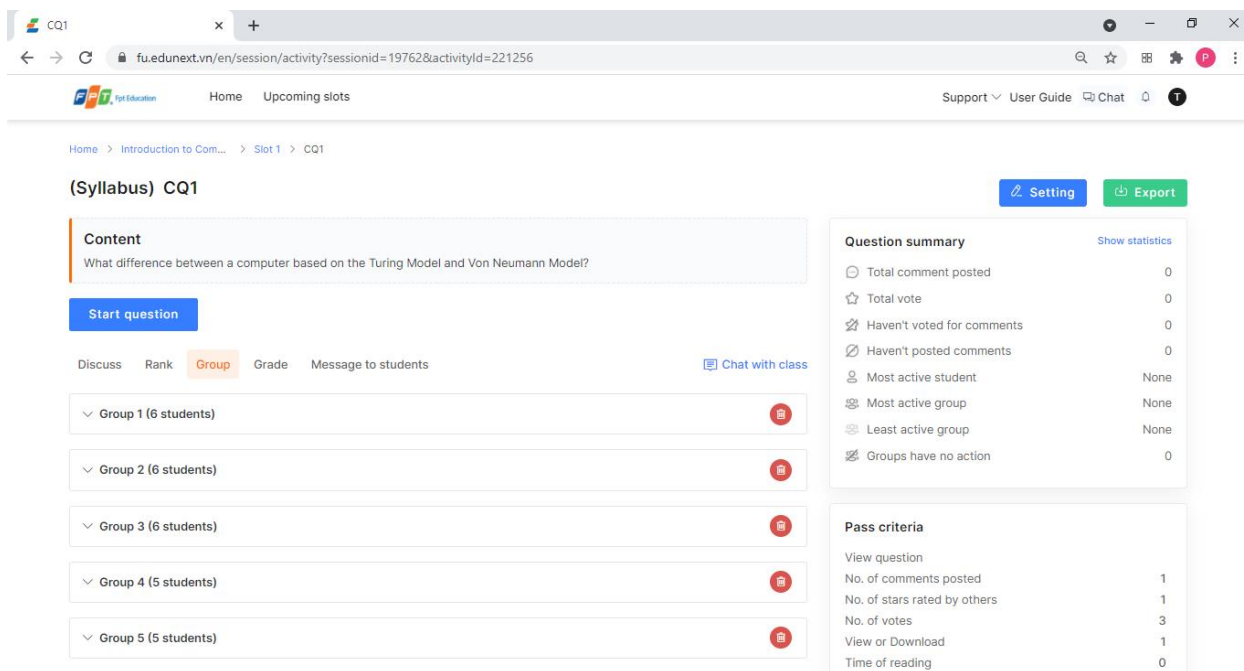 CQ1
fu.edunext.vn/en/session/activity?sessionid=19762&activityId=221256
P
FPT. Fpt Education
Home
Upcoming slots
Support
User Guide
Chat
T
Home > Introduction to Com... > Slot 1 > CQ1
(Syllabus) CQ1
Setting
Export
Content
What difference between a computer based on the Turing Model and Von Neumann Model?
Start question
Discuss
Rank
Group
Grade
Message to students
Chat with class
Group 1 (6 students)
Group 2 (6 students)
Group 3 (6 students)
Group 4 (5 students)
Group 5 (5 students)
Question summary
Show statistics
Total comment posted 0
Total vote 0
Haven't voted for comments 0
Haven't posted comments 0
Most active student None
Most active group None
Least active group None
Groups have no action 0
Pass criteria
View question
No. of comments posted 1
No. of stars rated by others 1
No. of votes 3
View or Download 1
Time of reading 0